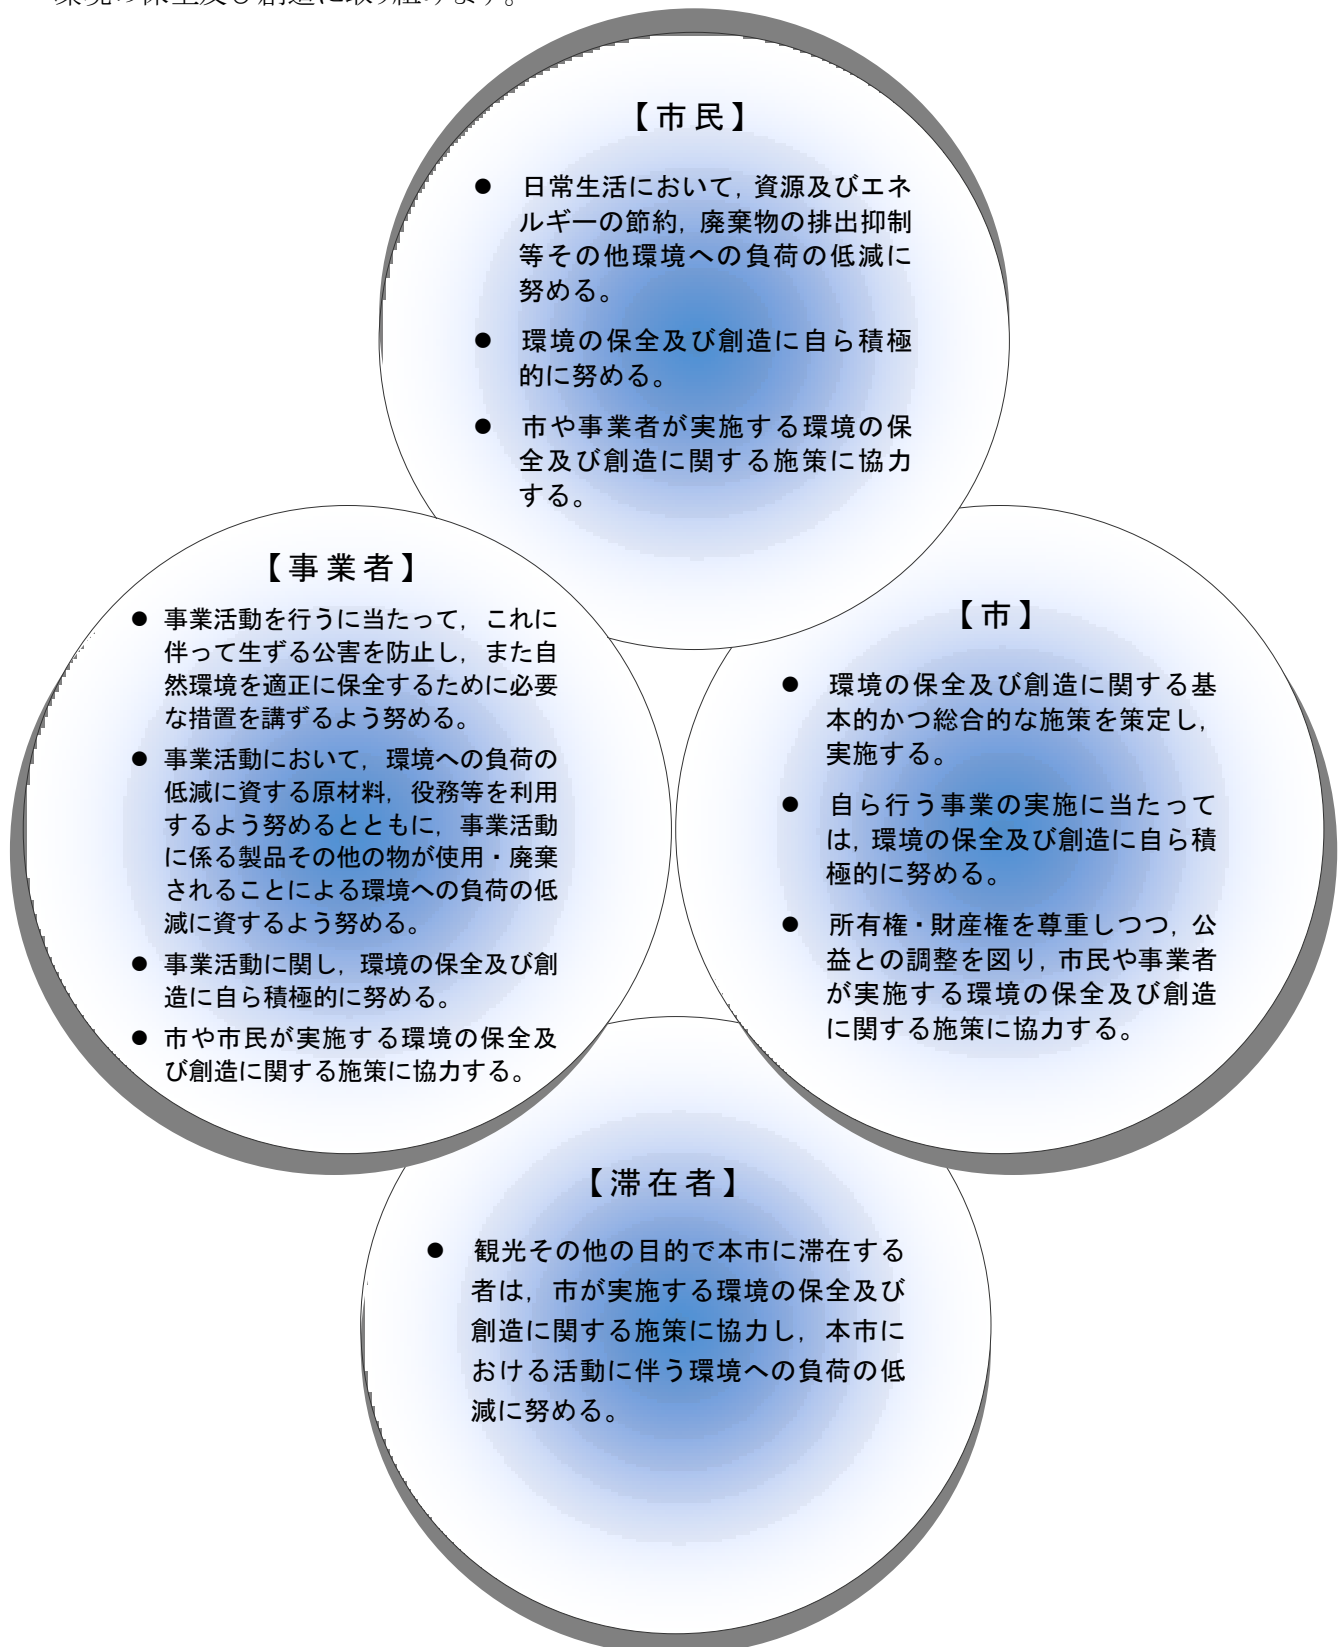 環境の保全及び創造に取り組みます。
【市民】
● 日常生活において，資源及びエネ
ルギーの節約，廃棄物の排出抑制
等その他環境への負荷の低減に
努める。
● 環境の保全及び創造に自ら積極
的に努める。
● 市や事業者が実施する環境の保
全及び創造に関する施策に協力
する。
【事業者】
● 事業活動を行うに当たって，これに
伴って生ずる公害を防止し，また自
然環境を適正に保全するために必要
な措置を講ずるよう努める。
● 事業活動において，環境への負荷の
低減に資する原材料，役務等を利用
するよう努めるとともに，事業活動
に係る製品その他の物が使用・廃棄
されることによる環境への負荷の低
減に資するよう努める。
● 事業活動に関し，環境の保全及び創
造に自ら積極的に努める。
● 市や市民が実施する環境の保全及
び創造に関する施策に協力する。
【市】
● 環境の保全及び創造に関する基
本的かつ総合的な施策を策定し，
実施する。
● 自ら行う事業の実施に当たって
は，環境の保全及び創造に自ら積
極的に努める。
● 所有権・財産権を尊重しつつ，公
益との調整を図り，市民や事業者
が実施する環境の保全及び創造
に関する施策に協力する。
【滞在者】
● 観光その他の目的で本市に滞在する
者は，市が実施する環境の保全及び
創造に関する施策に協力し，本市に
おける活動に伴う環境への負荷の低
減に努める。